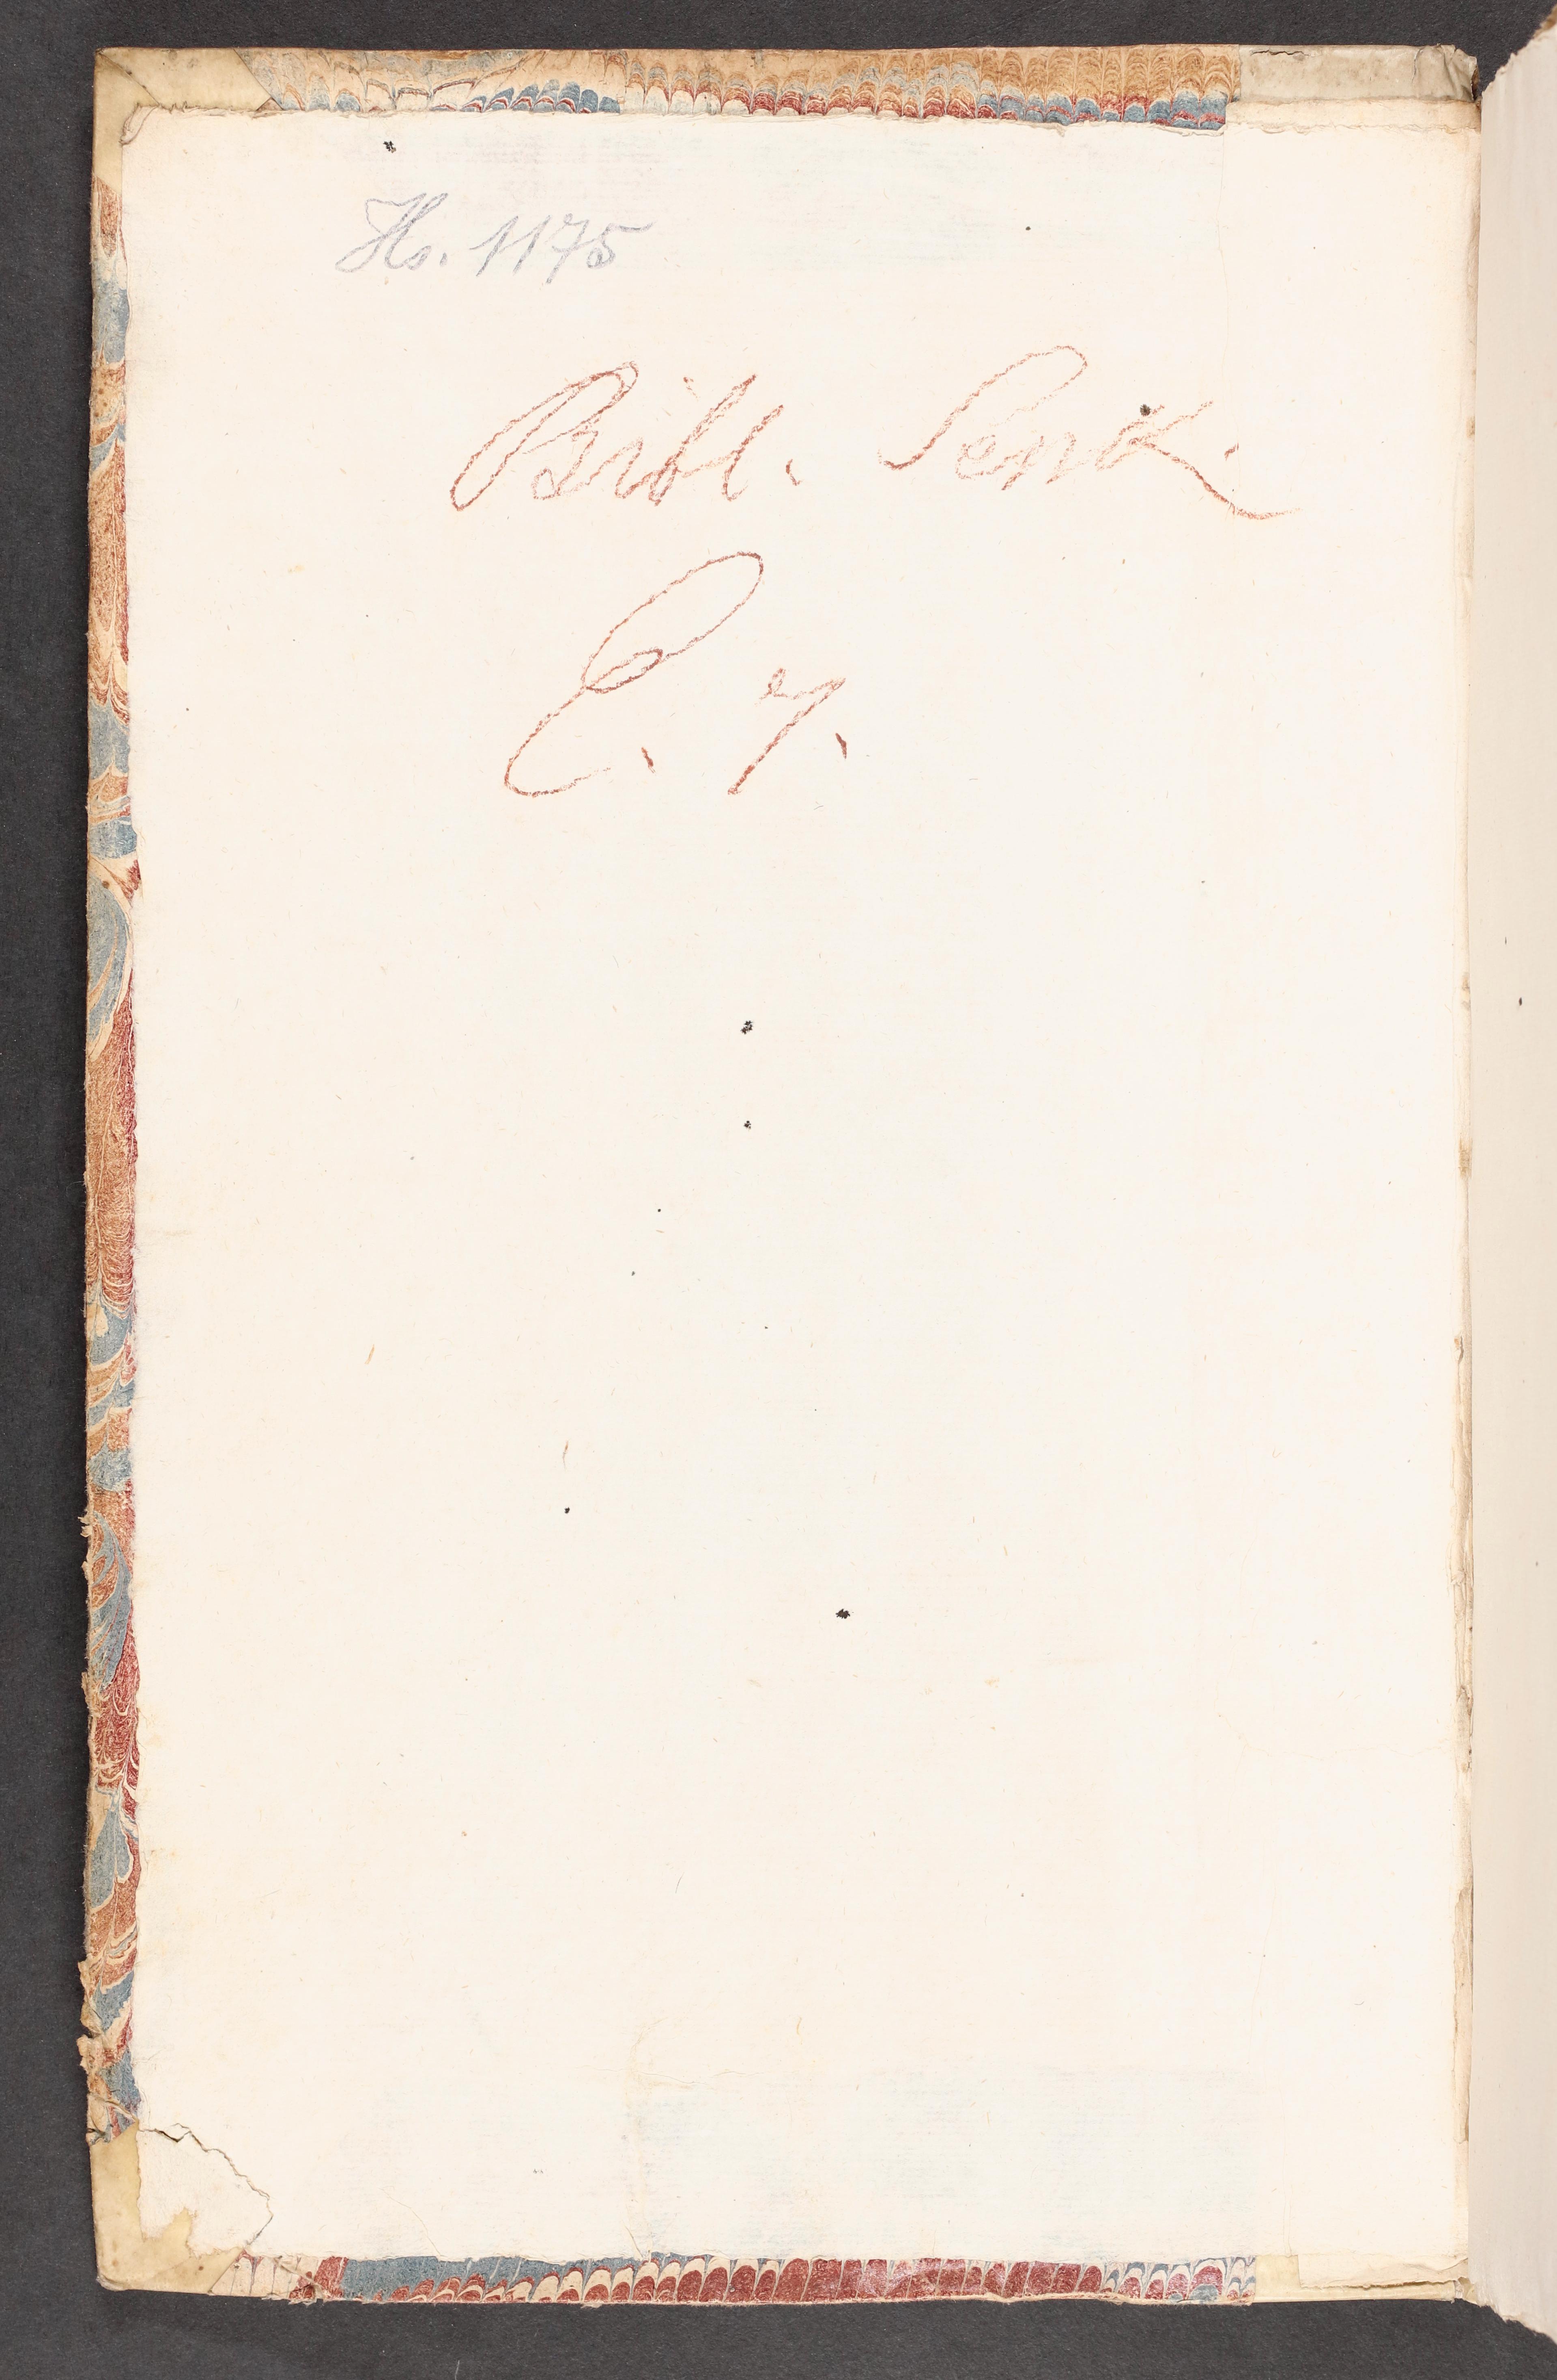 Hs. 1175
Bibl. Senk.
C. 7.